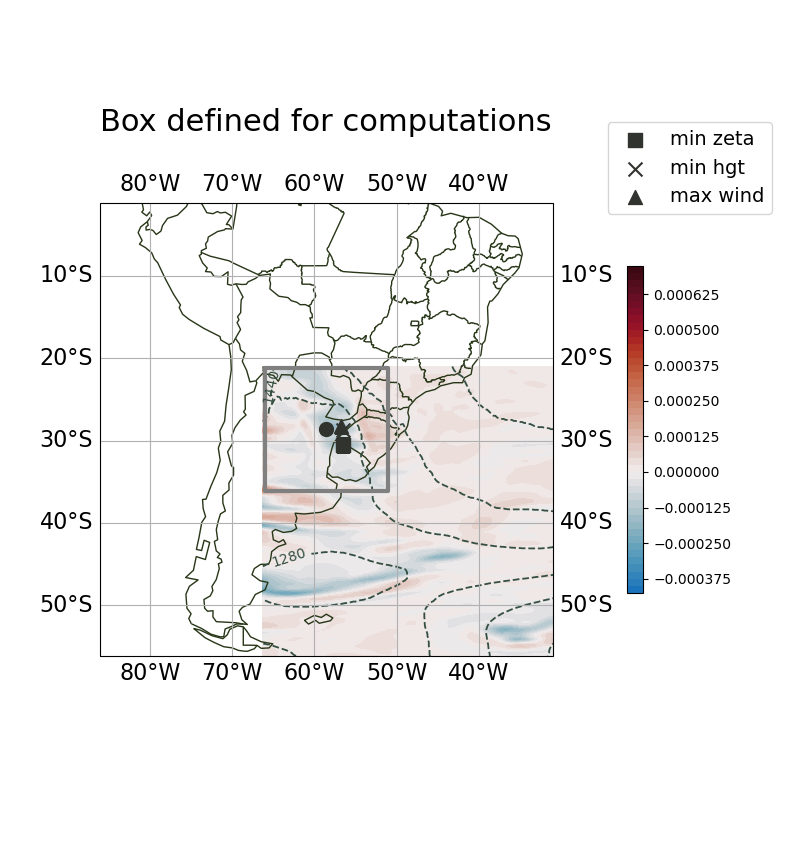 Box defined for computations
min zeta
min hgt
max wind
80°W 70°W 60°W 50°W 40°W
10°S 10°S
20°S 20°S
30°S 30°S
40°S 40°S
50°S 50°S
1440
1280
80°W 70°W 60°W 50°W 40°W
0.000625
0.000500
0.000375
0.000250
0.000125
0.000000
−0.000125
−0.000250
−0.000375